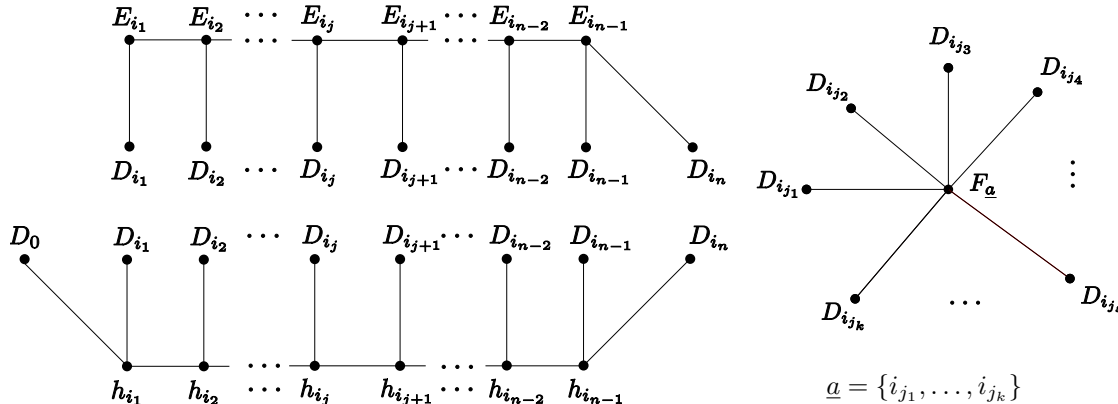 E_{i_1} E_{i_2} ··· E_{i_j} E_{i_{j+1}} ··· E_{i_{n-2}} E_{i_{n-1}}
··· ···
D_{i_1} D_{i_2} ··· D_{i_j} D_{i_{j+1}} ··· D_{i_{n-2}} D_{i_{n-1}} D_{i_n}
D_0 D_{i_1} D_{i_2} ··· D_{i_j} D_{i_{j+1}} ··· D_{i_{n-2}} D_{i_{n-1}} D_{i_n}
··· ···
h_{i_1} h_{i_2} ··· h_{i_j} h_{i_{j+1}} ··· h_{i_{n-2}} h_{i_{n-1}}
D_{i_{j_3}}
D_{i_{j_2}} D_{i_{j_4}}
D_{i_{j_1}} F_{\underline{a}} ⋮
D_{i_{j_k}} ···
\underline{a} = \{i_{j_1}, \ldots, i_{j_k}\}